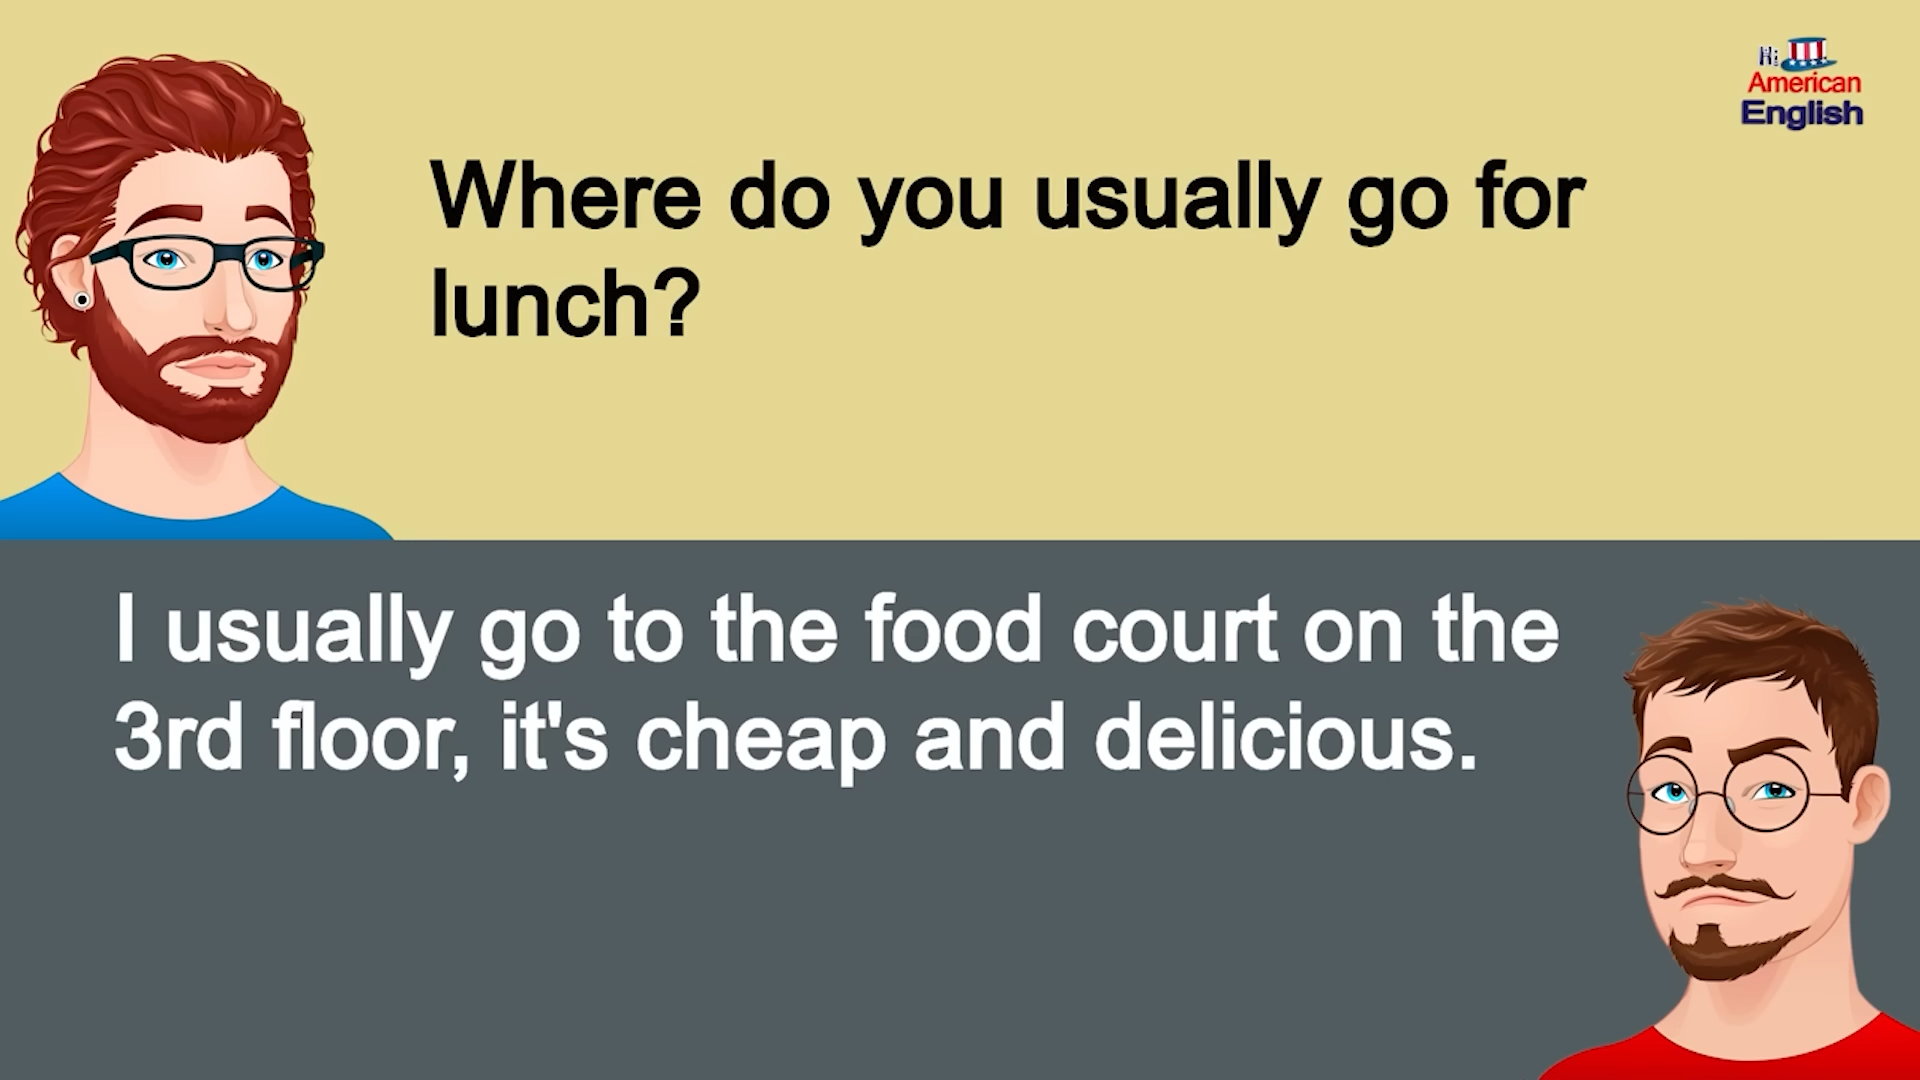 Hi
American
English
Where do you usually go for
lunch?
I usually go to the food court on the
3rd floor, it's cheap and delicious.